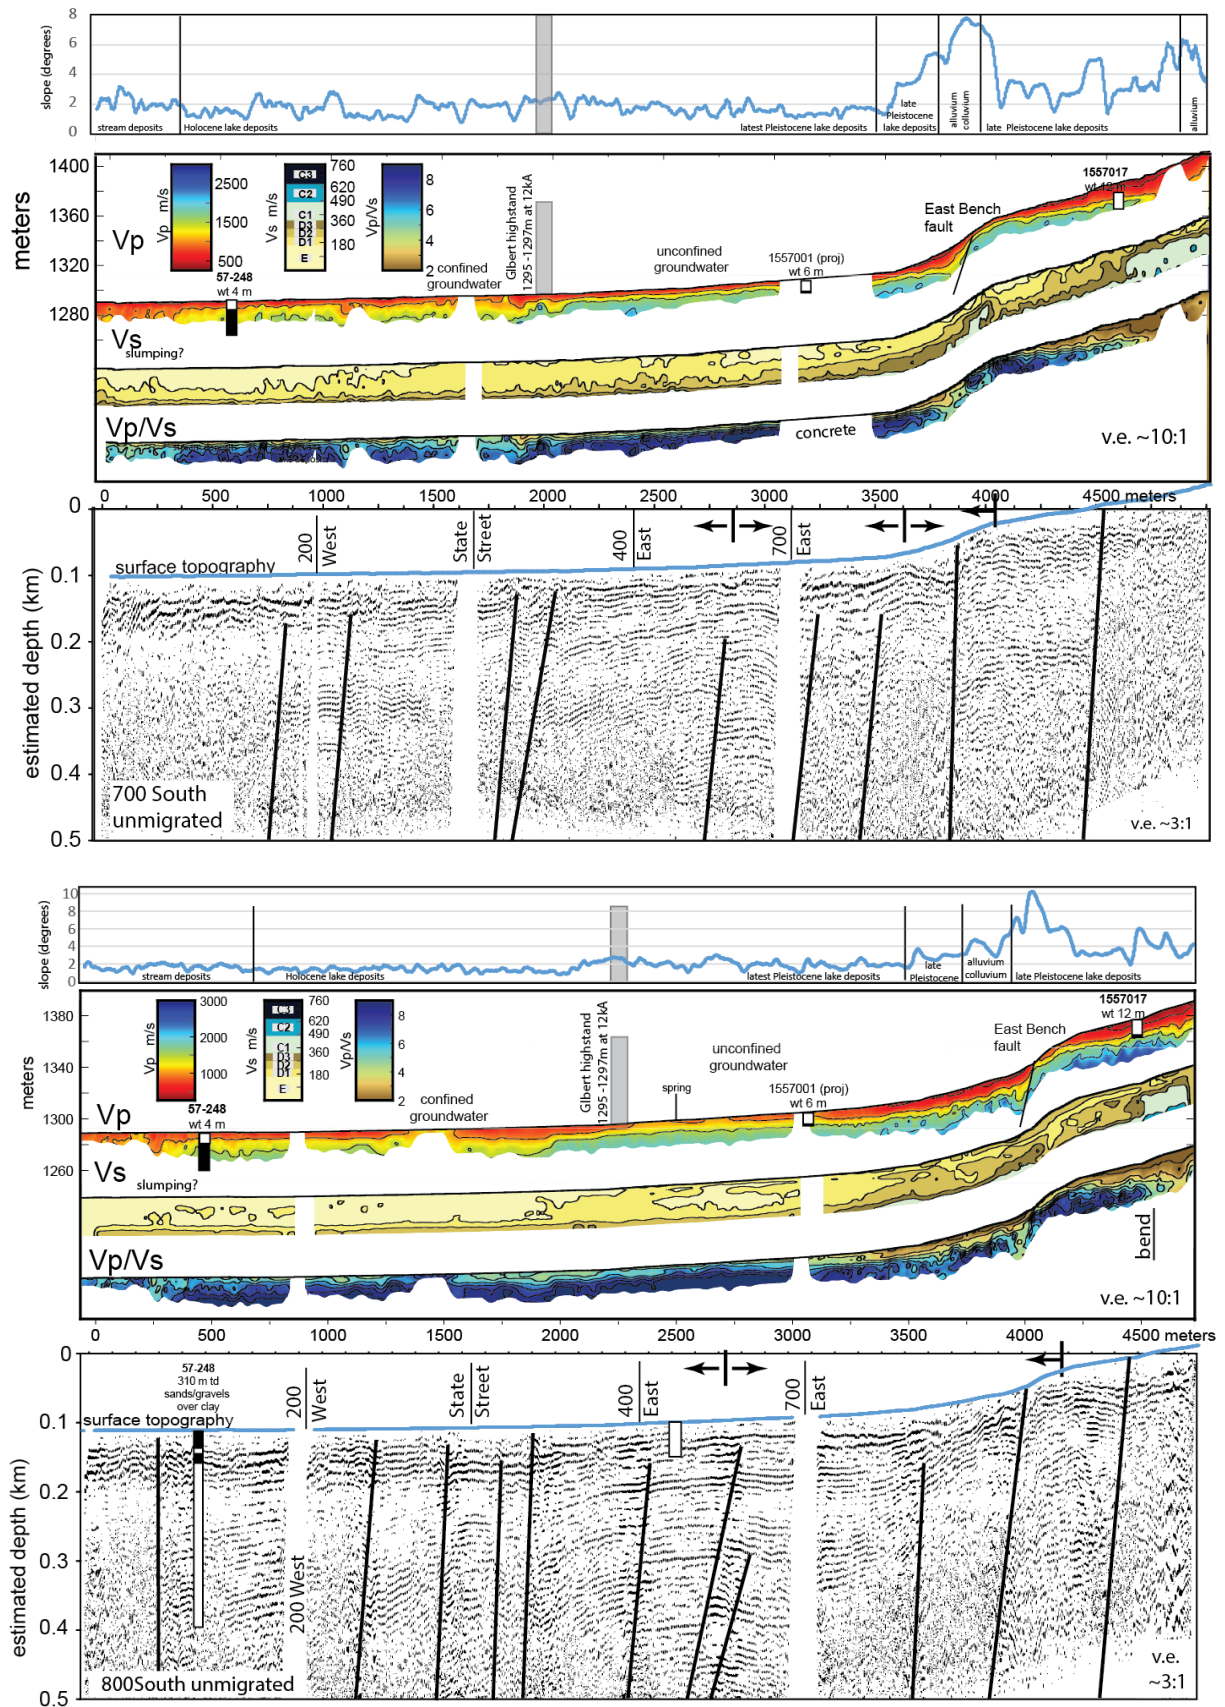 8
6
4
2
0
slope (degrees)
stream deposits
Holocene lake deposits
latest Pleistocene lake deposits
late
Pleistocene
lake deposits
alluvium
colluvium
late Pleistocene lake deposits
alluvium
1400
1360
1320
1280
meters
Vp
Vp m/s
2500
1500
500
Vs m/s
C3
C2
C1
D3
D2
D1
E
760
620
490
360
180
Vp/Vs
8
6
4
2
57-248
wt 4 m
confined
groundwater
GIbert highstand
1295 -1297m at 12kA
unconfined
groundwater
1557001 (proj)
wt 6 m
East Bench
fault
1557017
wt 12 m
Vs
slumping?
Vp/Vs
concrete
v.e. ~10:1
0
500
1000
1500
2000
2500
3000
3500
4000
4500 meters
0
0.1
0.2
0.3
0.4
0.5
estimated depth (km)
surface topography
200
West
State
Street
400
East
700
East
700 South
unmigrated
v.e. ~3:1
10
8
6
4
2
0
slope (degrees)
stream deposits
Holocene lake deposits
latest Pleistocene lake deposits
late
Pleistocene
alluvium
colluvium
late Pleistocene lake deposits
1380
1340
1300
1260
meters
Vp
Vp m/s
3000
2000
1000
Vs m/s
C3
C2
C1
D3
D2
D1
E
760
620
490
360
180
Vp/Vs
8
6
4
2
57-248
wt 4 m
confined
groundwater
GIbert highstand
1295 -1297m at 12kA
spring
unconfined
groundwater
1557001 (proj)
wt 6 m
East Bench
fault
1557017
wt 12 m
Vs
slumping?
Vp/Vs
bend
v.e. ~10:1
0
500
1000
1500
2000
2500
3000
3500
4000
4500 meters
0
0.1
0.2
0.3
0.4
0.5
estimated depth (km)
57-248
310 m td
sands/gravels
over clay
surface topography
200
West
State
Street
400
East
700
East
200 West
800South unmigrated
v.e.
~3:1